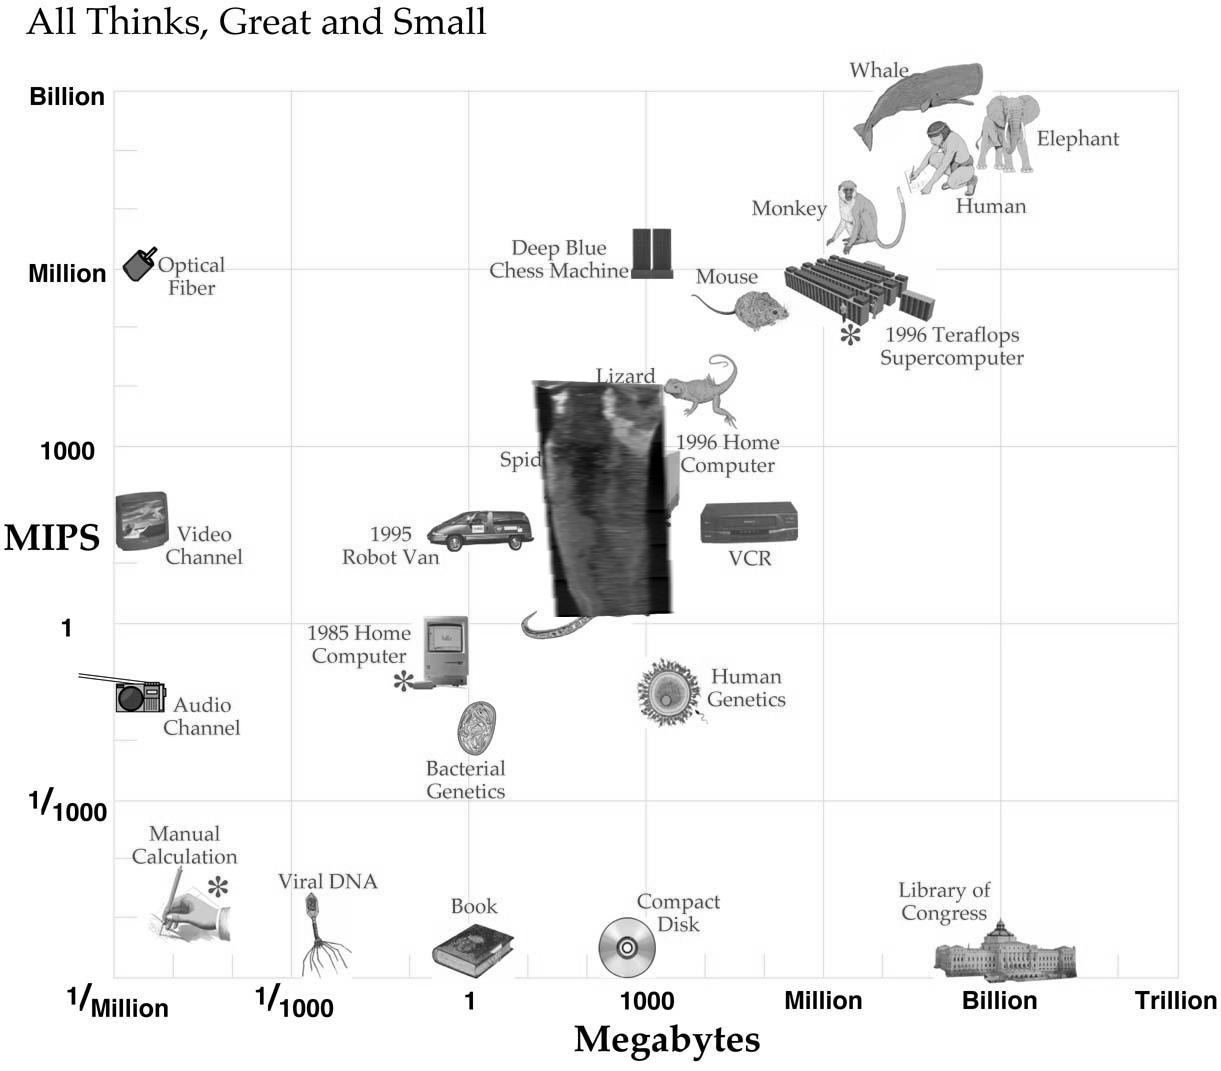 All Thinks, Great and Small
Whale
Billion
Elephant
Human
Monkey
Deep Blue
Chess Machine
Optical
Fiber
Million
Mouse
1996 Teraflops
Supercomputer
Lizard
1996 Home
Computer
1000
Video
Channel
MIPS
1995
Robot Van
VCR
1
1985 Home
Computer
Human
Genetics
Audio
Channel
Bacterial
Genetics
1/1000
Manual
Calculation
Viral DNA
Book
Compact
Disk
Library of
Congress
1/Million 1/1000 1 1000 Million Billion Trillion
Megabytes